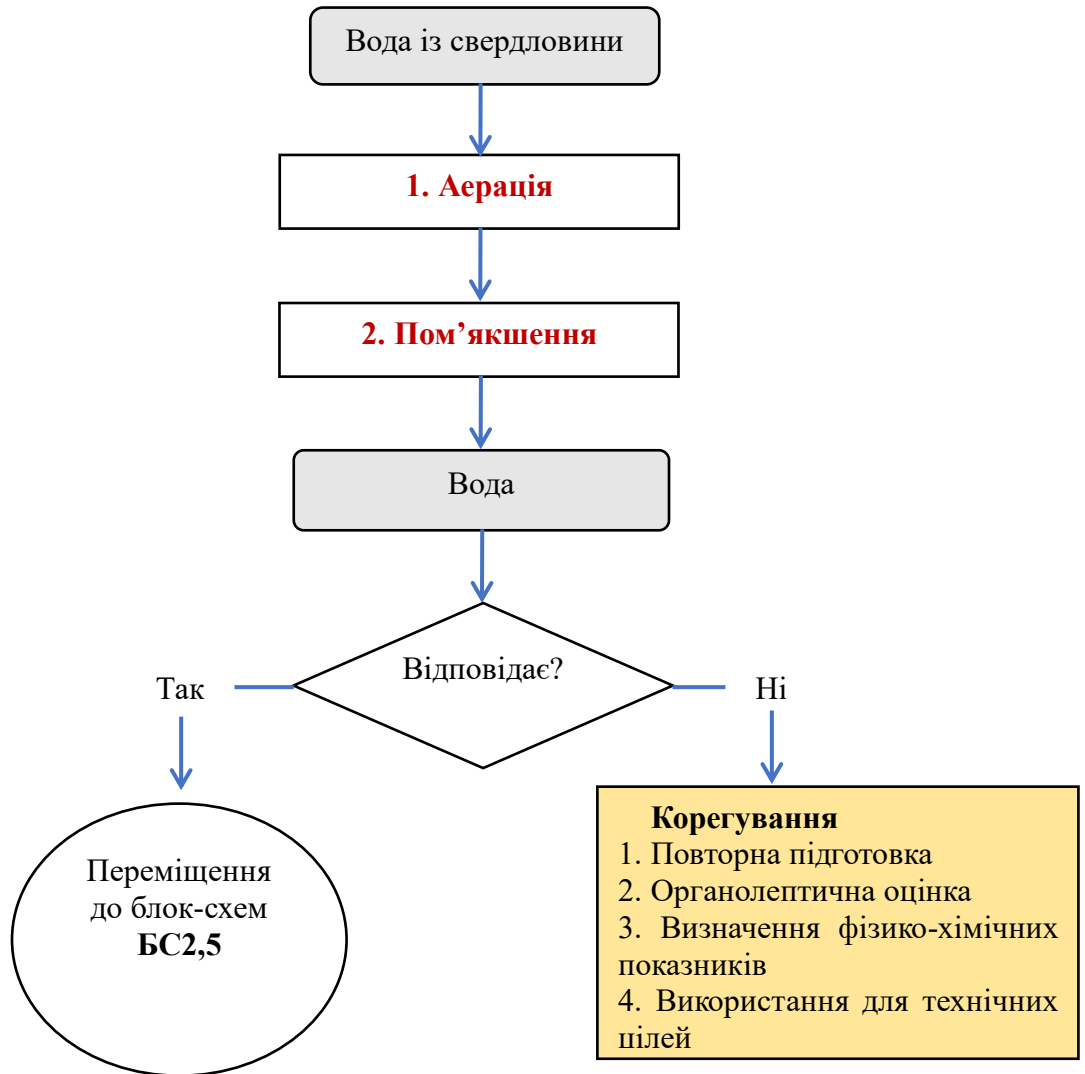 Вода із свердловини
1. Аерація
2. Пом’якшення
Вода
Відповідає?
Так
Ні
Переміщення
до блок-схем
БС2,5
Корегування
1. Повторна підготовка
2. Органолептична оцінка
3. Визначення фізико-хімічних
показників
4. Використання для технічних
цілей